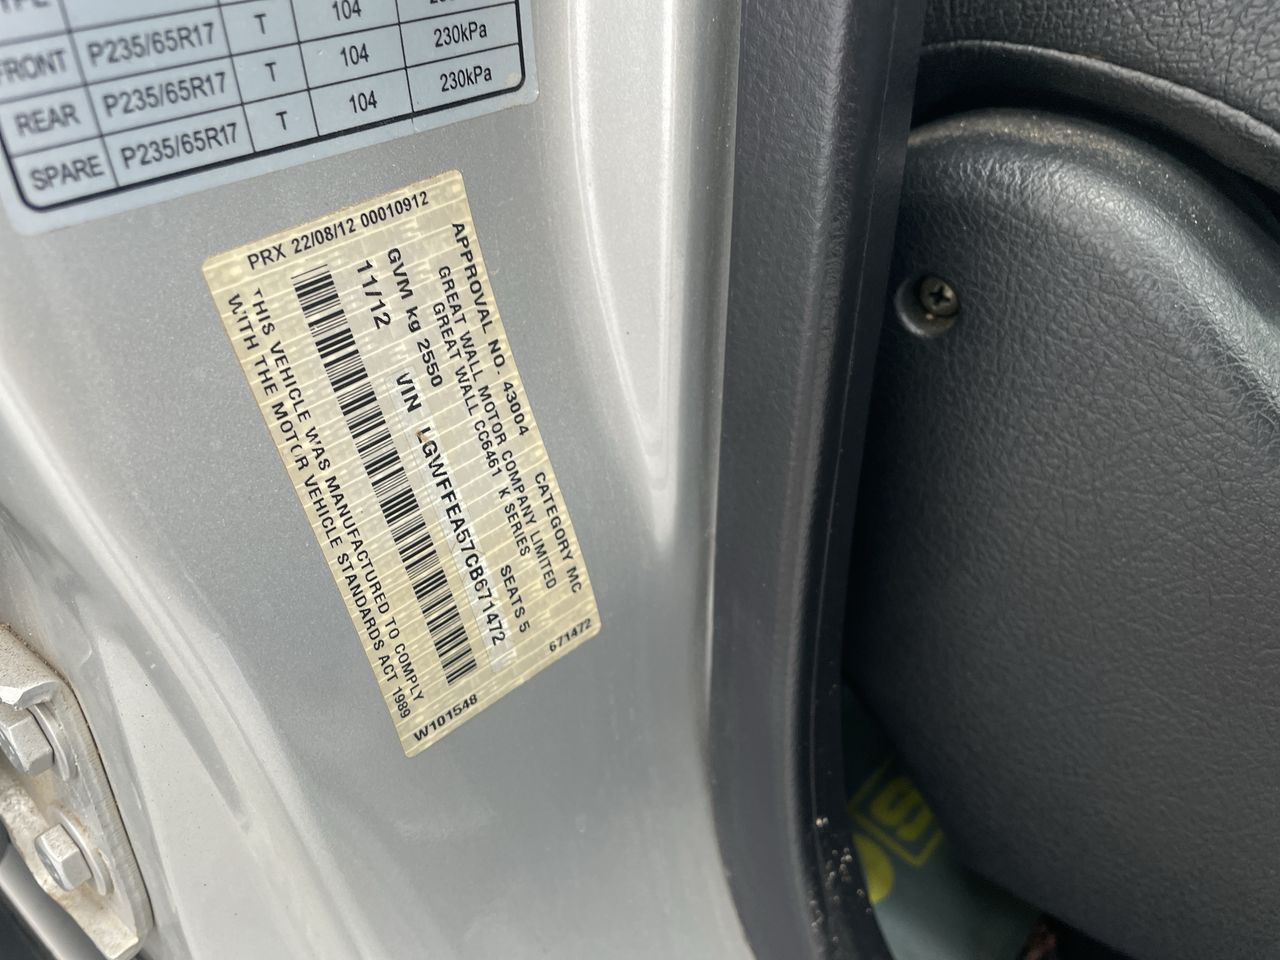 FRONT P235/65R17 T 104 230kPa
REAR P235/65R17 T 104 230kPa
SPARE P235/65R17 T 104
PRX 22/08/12 00010912
APPROVAL NO. 43004 CATEGORY MC
GREAT WALL MOTOR COMPANY LIMITED
GREAT WALL CC6461 K SERIES SEATS 5
GVM kg 2550
11/12 VIN LGWFFEA57CB671472
THIS VEHICLE WAS MANUFACTURED TO COMPLY
WITH THE MOTOR VEHICLE STANDARDS ACT 1989
671472
W101548